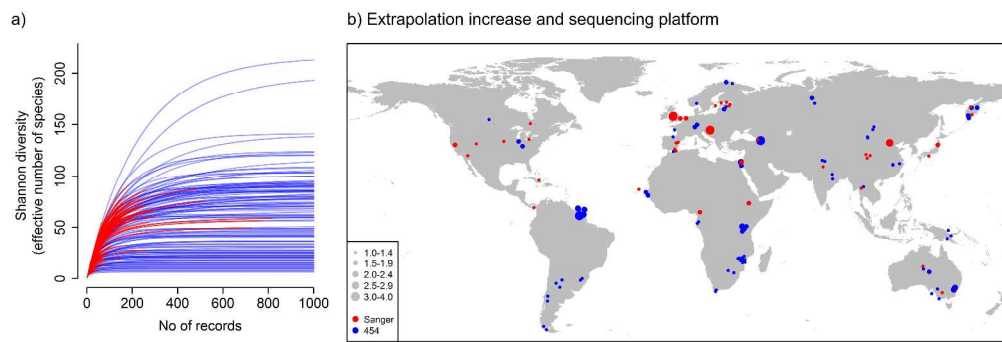 a)
b) Extrapolation increase and sequencing platform
Shannon diversity
(effective number of species)
200
150
100
50
0
0 200 400 600 800 1000
No of records
1.0-1.4
1.5-1.9
2.0-2.4
2.5-2.9
3.0-4.0
Sanger
454